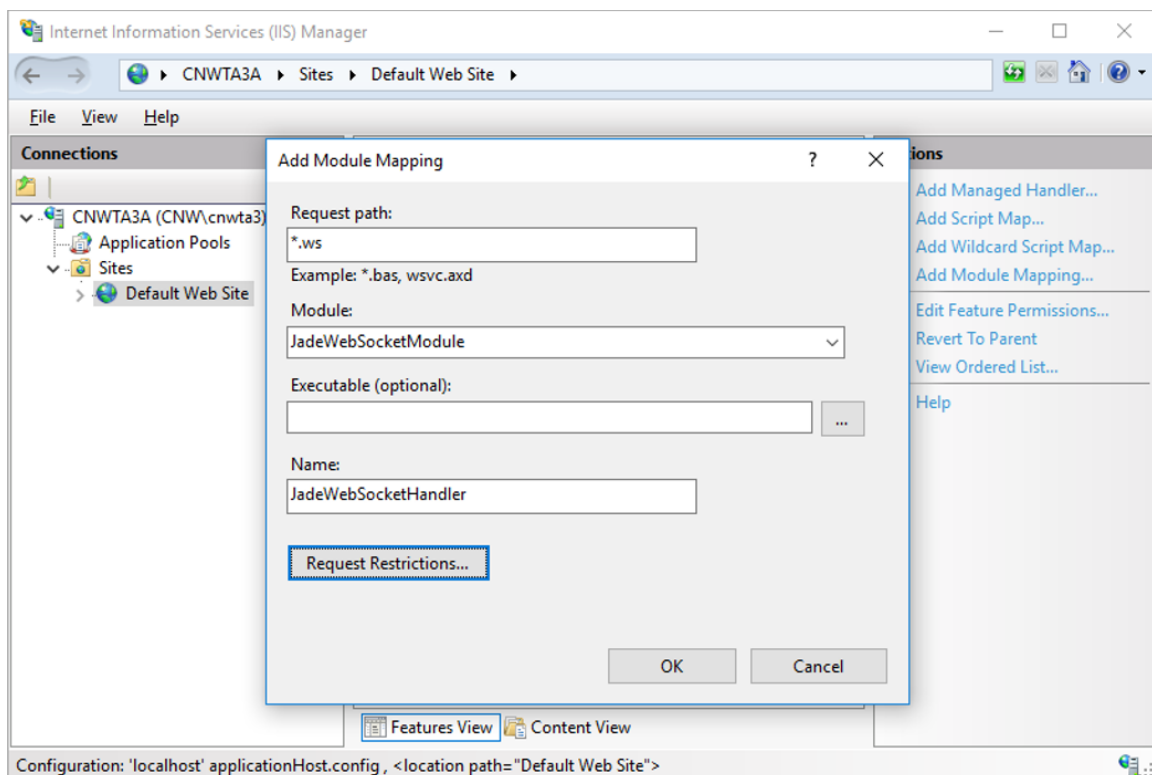 Internet Information Services (IIS) Manager
CNWTA3A Sites Default Web Site
File View Help
Connections
CNWTA3A (CNW\cnwta3)
Application Pools
Sites
Default Web Site
Add Module Mapping ? 
Request path:
*.ws
Example: *.bas, wsvc.axd
Module:
JadeWebSocketModule
Executable (optional):
...
Name:
JadeWebSocketHandler
Request Restrictions...
OK Cancel
ions
Add Managed Handler...
Add Script Map...
Add Wildcard Script Map...
Add Module Mapping...
Edit Feature Permissions...
Revert To Parent
View Ordered List...
Help
Features View Content View
Configuration: 'localhost' applicationHost.config , <location path="Default Web Site">